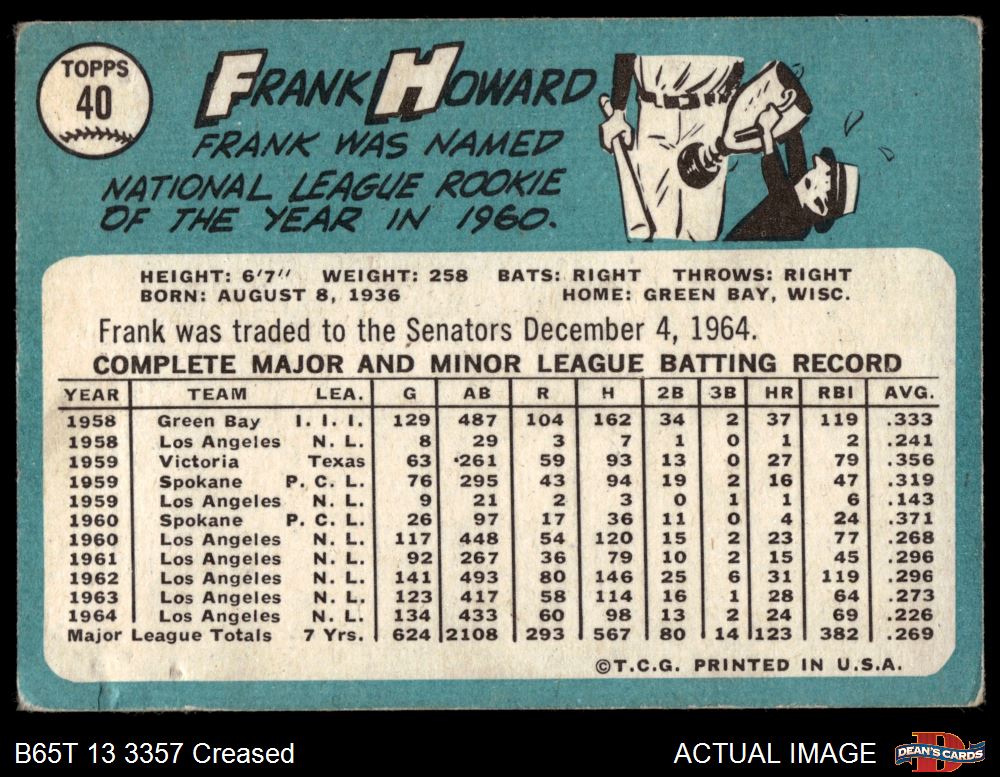 TOPPS
40
FRANK HOWARD
FRANK WAS NAMED
NATIONAL LEAGUE ROOKIE
OF THE YEAR IN 1960.
HEIGHT: 6'7" WEIGHT: 258 BATS: RIGHT THROWS: RIGHT
BORN: AUGUST 8, 1936 HOME: GREEN BAY, WISC.
Frank was traded to the Senators December 4, 1964.
COMPLETE MAJOR AND MINOR LEAGUE BATTING RECORD
YEAR TEAM LEA. G AB R H 2B 3B HR RBI AVG.
1958 Green Bay I. I. I. 129 487 104 162 34 2 37 119 .333
1958 Los Angeles N. L. 8 29 3 7 1 0 1 2 .241
1959 Victoria Texas 63 261 59 93 13 0 27 79 .356
1959 Spokane P. C. L. 76 295 43 94 19 2 16 47 .319
1959 Los Angeles N. L. 9 21 2 3 0 1 1 6 .143
1960 Spokane P. C. L. 26 97 17 36 11 0 4 24 .371
1960 Los Angeles N. L. 117 448 54 120 15 2 23 77 .268
1961 Los Angeles N. L. 92 267 36 79 10 2 15 45 .296
1962 Los Angeles N. L. 141 493 80 146 25 6 31 119 .296
1963 Los Angeles N. L. 123 417 58 114 16 1 28 64 .273
1964 Los Angeles N. L. 134 433 60 98 13 2 24 69 .226
Major League Totals 7 Yrs. 624 2108 293 567 80 14 123 382 .269
©T.C.G. PRINTED IN U.S.A.
B65T 13 3357 Creased
ACTUAL IMAGE
DEAN'S CARDS